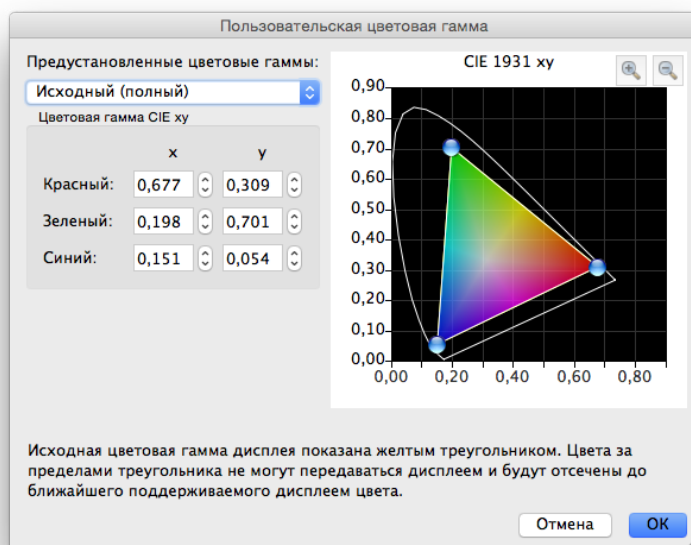 Пользовательская цветовая гамма
Предустановленные цветовые гаммы:
Исходный (полный)
Цветовая гамма CIE xy
x y
Красный: 0,677 0,309
Зеленый: 0,198 0,701
Синий: 0,151 0,054
CIE 1931 xy
0,90
0,80
0,70
0,60
0,50
0,40
0,30
0,20
0,10
0,00
0,00 0,20 0,40 0,60 0,80
Исходная цветовая гамма дисплея показана желтым треугольником. Цвета за
пределами треугольника не могут передаваться дисплеем и будут отсечены до
ближайшего поддерживаемого дисплеем цвета.
Отмена OK